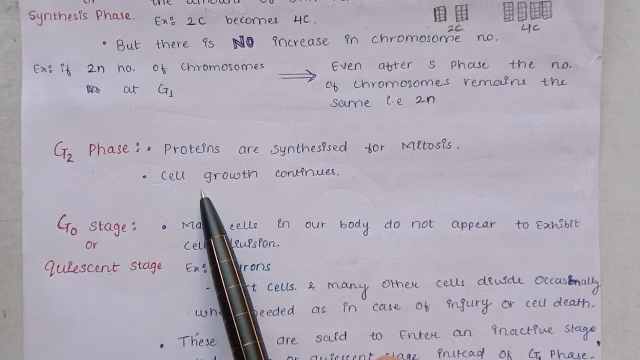 or
Synthesis Phase. Ex: 2C becomes 4C.
2C 4C
• But there is NO increase in chromosome no.
Ex: if 2n no. of chromosomes at G1 ⟹ Even after S phase the no.
of chromosomes remains the
same i.e 2n
G2 Phase: • Proteins are synthesised for Mitosis.
• Cell growth continues.
G0 stage: • cells in our body do not appear to Exhibit
or
Quiescent stage Ex:
cells & many other cells divide occasionally
needed as in case of injury or cell death.
• These are said to Enter an inactive stage
or quiescent stage instead of G1 Phase.